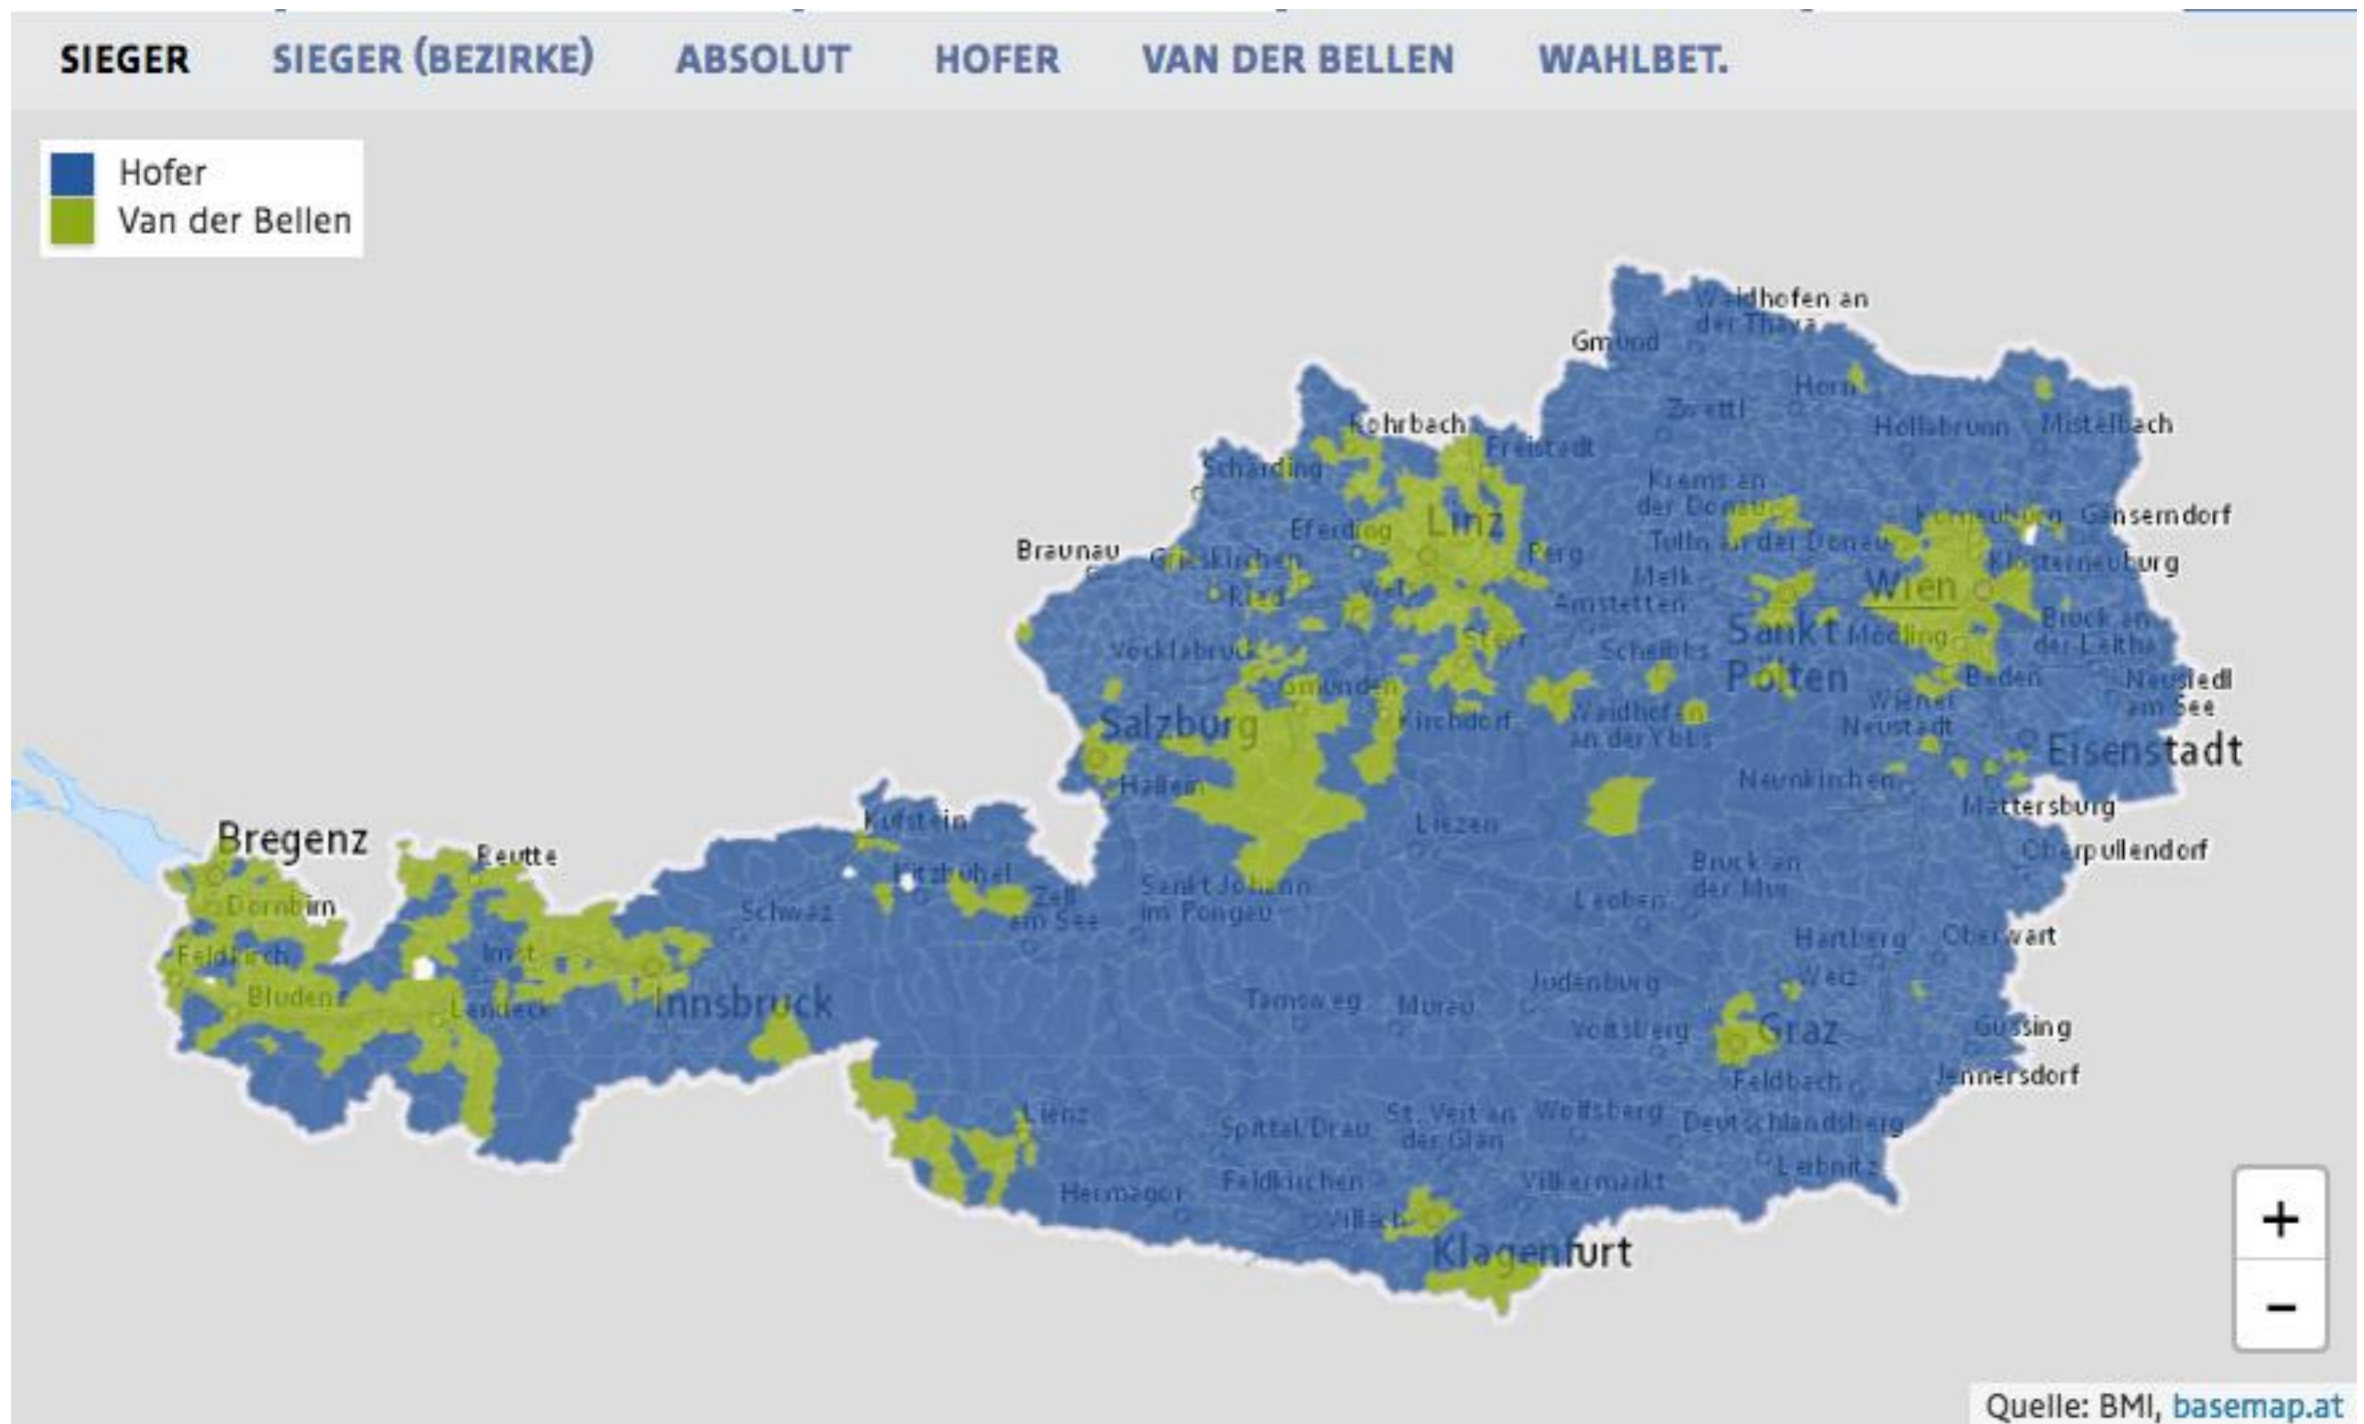 SIEGER SIEGER (BEZIRKE) ABSOLUT HOFER VAN DER BELLEN WAHLBET.
Hofer
Van der Bellen
Waidhofen an
der Thaya
Gmünd
Horn
Zwettl
Hollabrunn
Mistelbach
Rohrbach
Freistadt
Schärding
Krems an
der Donau
Linz
Eferding
Korneuburg
Gänserndorf
Braunau
Grieskirchen
Perg
Tulln an der Donau
Klosterneuburg
Melk
Wien
Ried
Wels
Amstetten
Bruck an
der Leitha
Vöcklabruck
Steyr
Scheibbs
Sankt
Pölten
Mödling
Gmunden
Baden
Neusiedl
am See
Salzburg
Kirchdorf
Waidhofen
an der Ybbs
Wiener
Neustadt
Eisenstadt
Hallein
Neunkirchen
Mattersburg
Bregenz
Reutte
Kufstein
Liezen
Oberpullendorf
Kitzbühel
Bruck an
der Mur
Dornbirn
Schwaz
Zell
am See
Sankt Johann
im Pongau
Leoben
Feldkirch
Imst
Hartberg
Oberwart
Bludenz
Landeck
Innsbruck
Tamsweg
Murau
Judenburg
Weiz
Voitsberg
Graz
Güssing
Feldbach
Jennersdorf
Lienz
Spittal/Drau
St. Veit an
der Glan
Wolfsberg
Deutschlandsberg
Leibnitz
Hermagor
Feldkirchen
Völkermarkt
Villach
Klagenfurt
+
−
Quelle: BMI, basemap.at